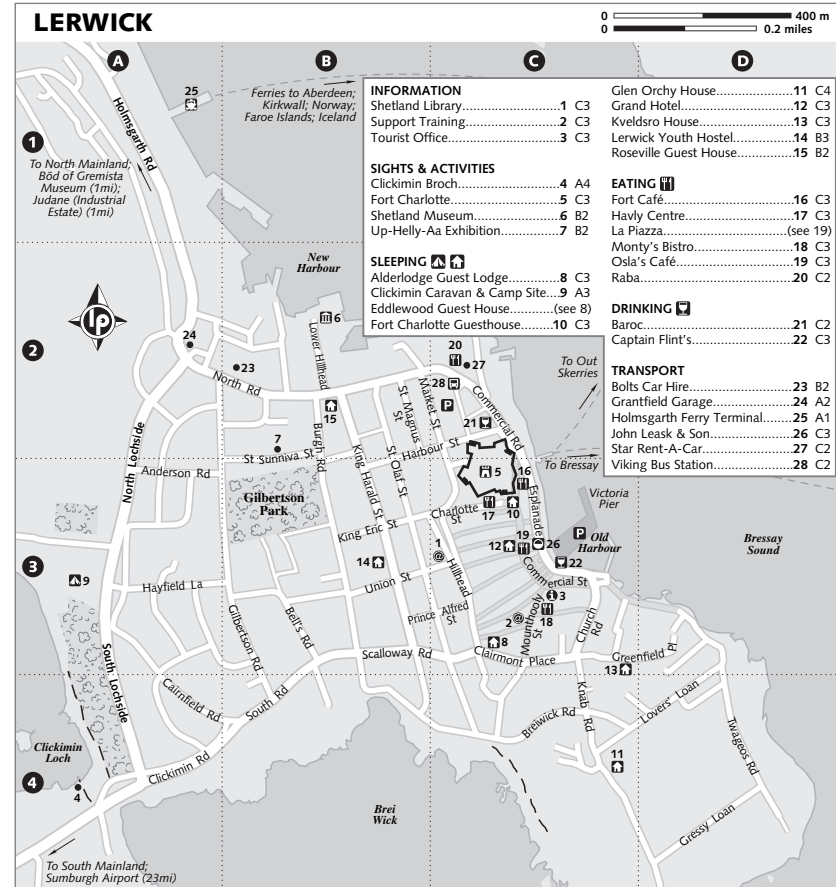 LERWICK
0 400 m
0 0.2 miles
A B C D
1
2
3
4
INFORMATION
Shetland Library 1 C3
Support Training 2 C3
Tourist Office 3 C3
SIGHTS & ACTIVITIES
Clickimin Broch 4 A4
Fort Charlotte 5 C3
Shetland Museum 6 B2
Up-Helly-Aa Exhibition 7 B2
SLEEPING
Alderlodge Guest Lodge 8 C3
Clickimin Caravan & Camp Site 9 A3
Eddlewood Guest House (see 8)
Fort Charlotte Guesthouse 10 C3
Glen Orchy House 11 C4
Grand Hotel 12 C3
Kveldsro House 13 C3
Lerwick Youth Hostel 14 B3
Roseville Guest House 15 B2
EATING
Fort Café 16 C3
Havly Centre 17 C3
La Piazza (see 19)
Monty's Bistro 18 C3
Osla's Café 19 C3
Raba 20 C2
DRINKING
Baroc 21 C2
Captain Flint's 22 C3
TRANSPORT
Bolts Car Hire 23 B2
Grantfield Garage 24 A2
Holmsgarth Ferry Terminal 25 A1
John Leask & Son 26 C3
Star Rent-A-Car 27 C2
Viking Bus Station 28 C2
25
Ferries to Aberdeen;
Kirkwall; Norway;
Faroe Islands; Iceland
Holmsgarth Rd
To North Mainland;
Böd of Gremista
Museum (1mi);
Judane (Industrial
Estate) (1mi)
New
Harbour
lp
6
Lower Hillhead
24
23
North Rd
20
27
28
P
To Out
Skerries
Market St
St Magnus St
Commercial Rd
15
21
7
St Sunniva St
Harbour St
Burgh Rd
North Lochside
Anderson Rd
King Harald St
St Olaf St
5
16
To Bressay
Gilbertson
Park
Charlotte
St
17
10
Esplanade
Victoria
Pier
King Eric St
P
Old
Harbour
Bressay
Sound
1
@
12
19
26
22
14
9
Hayfield La
Union St
Hillhead
Commercial St
3
18
2
@
Mounthooly
St
Prince Alfred
St
Church
Rd
Gilbertson Rd
Bell's Rd
8
Scalloway Rd
Clairmont Place
Greenfield Pl
13
South Lochside
Cairnfield Rd
South Rd
Knab Rd
Lovers' Loan
Breiwick Rd
Twageos Rd
11
Clickimin
Loch
4
Clickimin Rd
Brei
Wick
Gressy Loan
To South Mainland;
Sumburgh Airport (23mi)